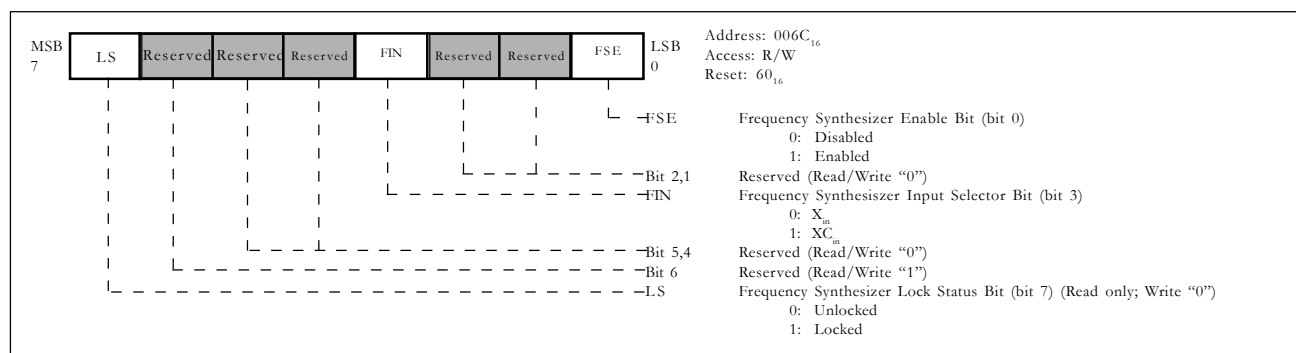 MSB
7
LS
Reserved
Reserved
Reserved
FIN
Reserved
Reserved
FSE
LSB
0
Address: 006C16
Access: R/W
Reset: 6016
FSE Frequency Synthesizer Enable Bit (bit 0)
0: Disabled
1: Enabled
Bit 2,1 Reserved (Read/Write “0”)
FIN Frequency Synthesiszer Input Selector Bit (bit 3)
0: Xin
1: XCin
Bit 5,4 Reserved (Read/Write “0”)
Bit 6 Reserved (Read/Write “1”)
LS Frequency Synthesizer Lock Status Bit (bit 7) (Read only; Write “0”)
0: Unlocked
1: Locked